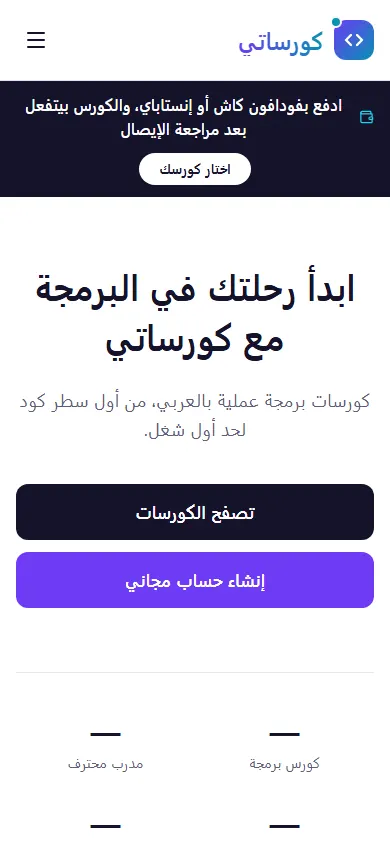 كورساتي
ادفع بفودافون كاش أو إنستاباي، والكورس بيتفعل
بعد مراجعة الإيصال
اختار كورسك
ابدأ رحلتك في البرمجة
مع كورساتي
كورسات برمجة عملية بالعربي، من أول سطر كود
لحد أول شغل.
تصفح الكورسات
إنشاء حساب مجاني
— —
كورس برمجة مدرب محترف
— —